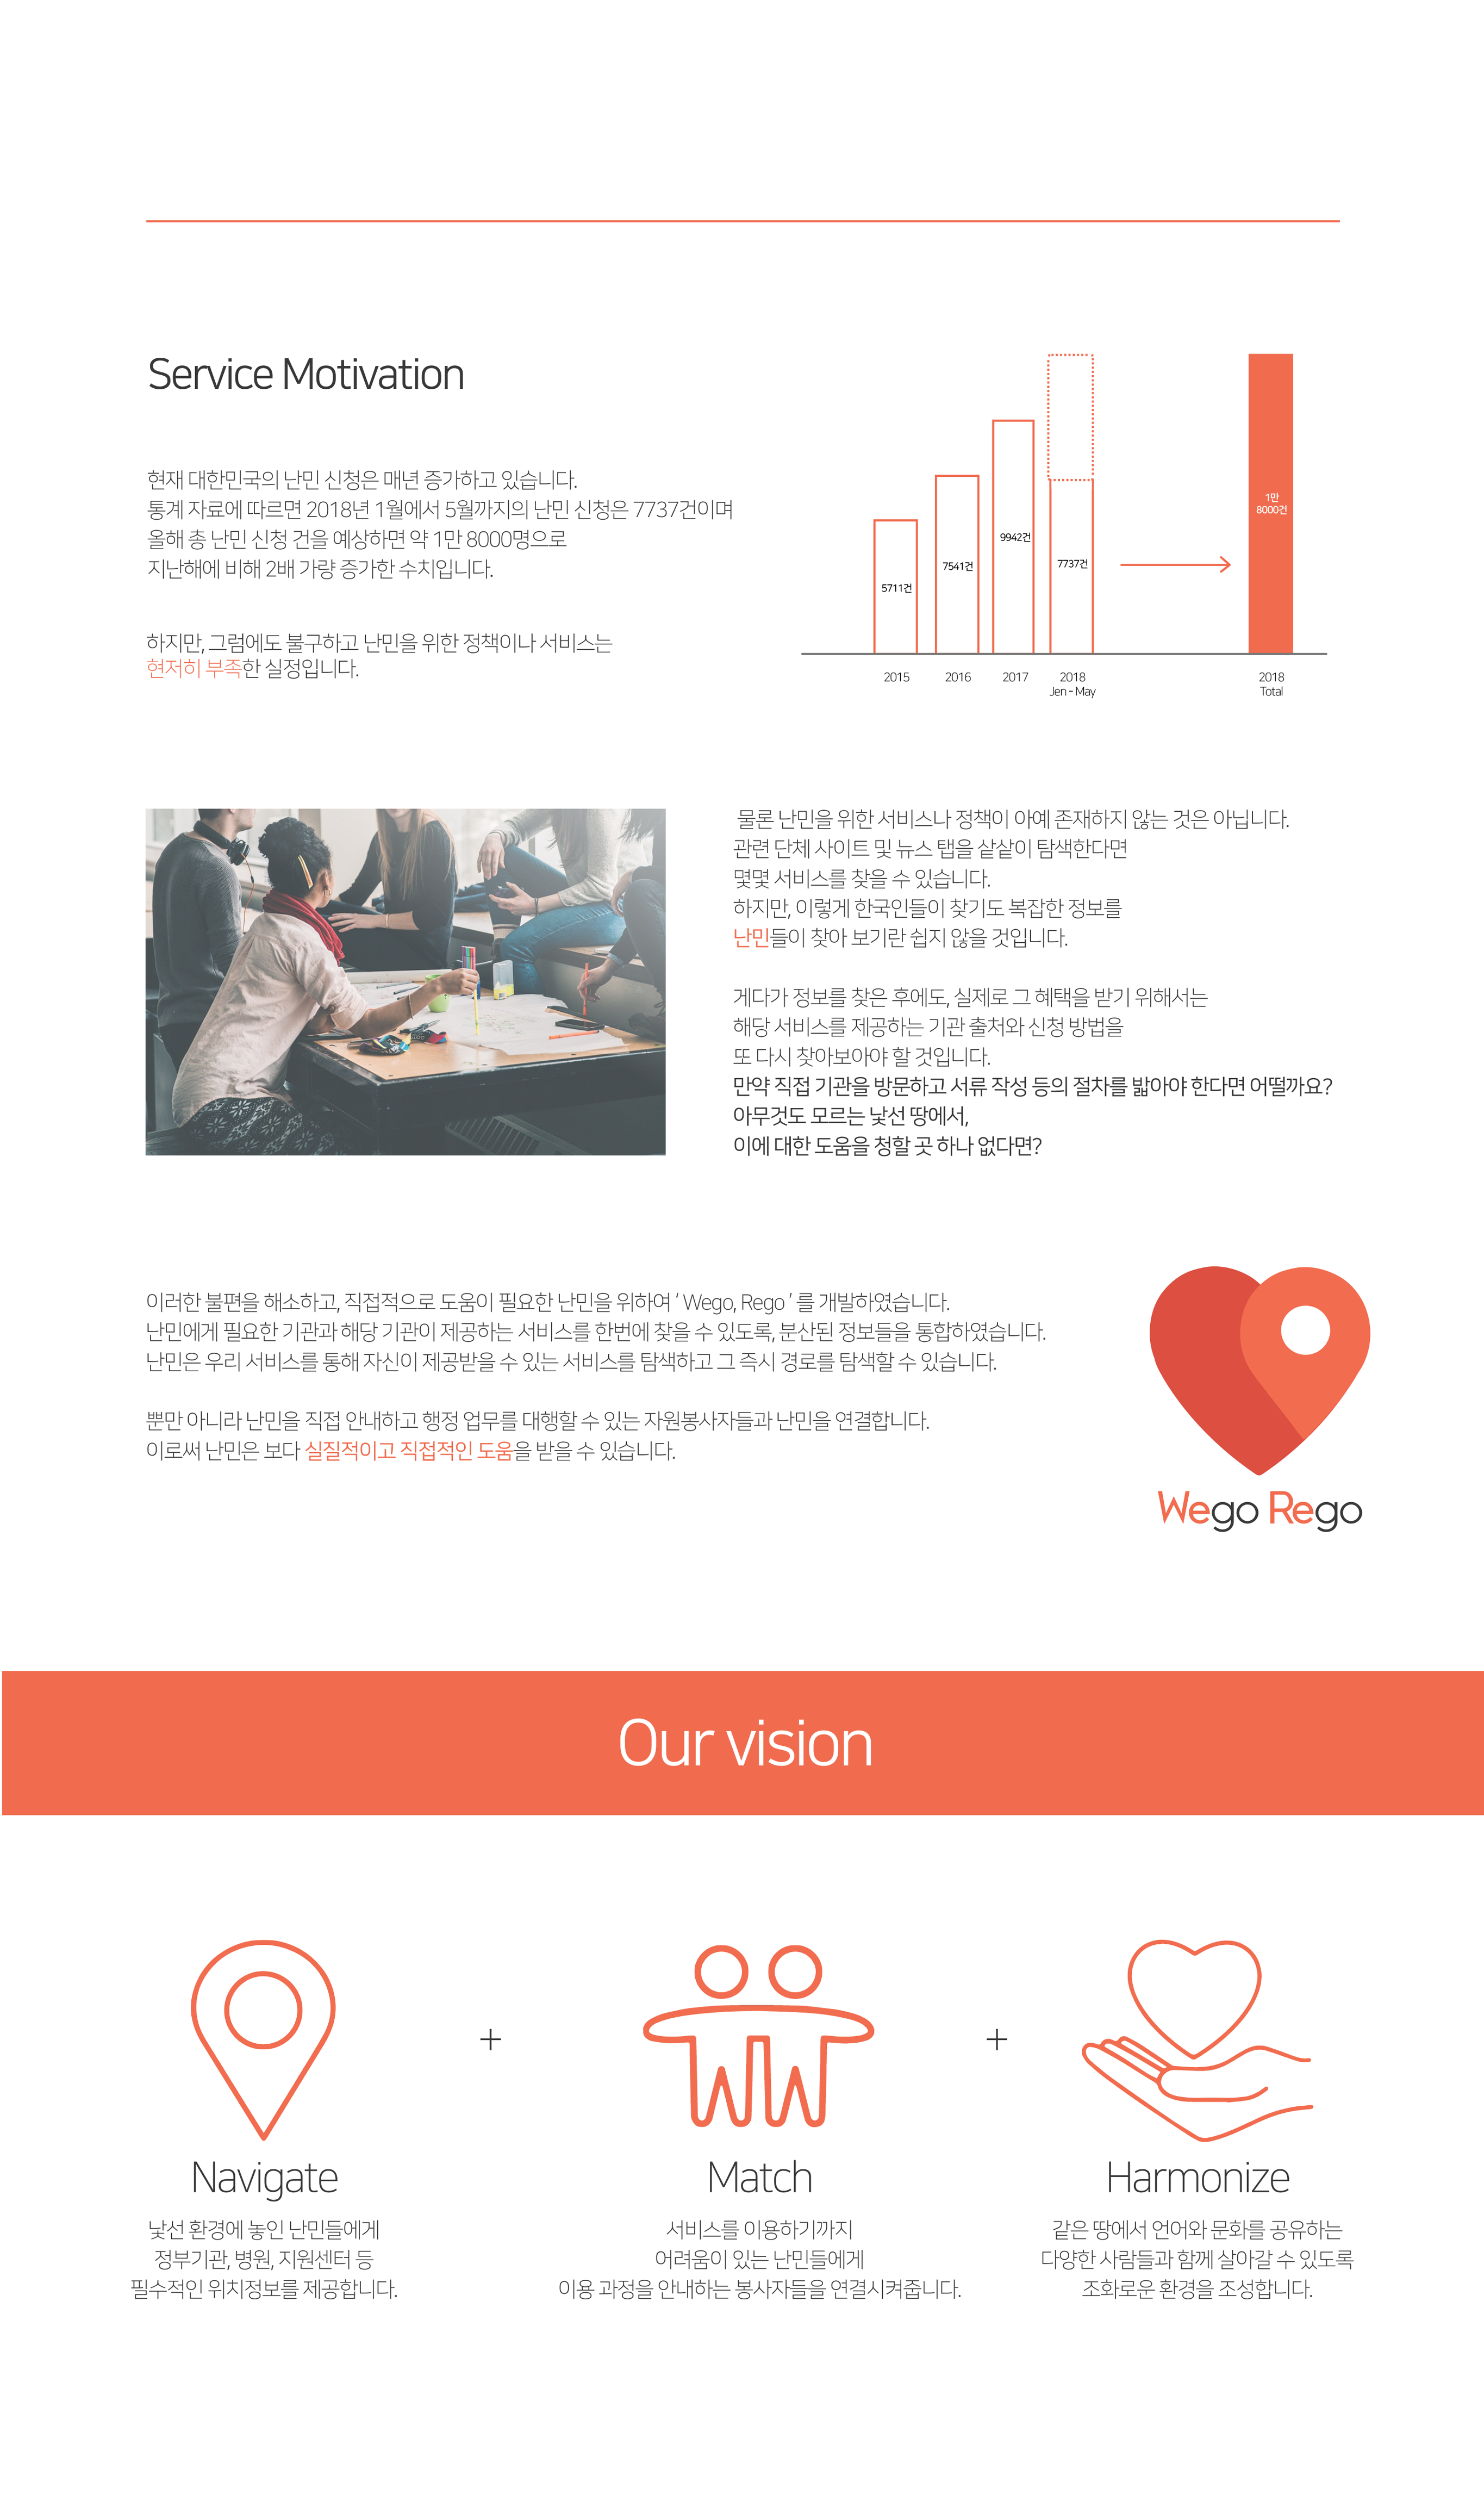 Service Motivation
현재 대한민국의 난민 신청은 매년 증가하고 있습니다.
통계 자료에 따르면 2018년 1월에서 5월까지의 난민 신청은 7737건이며
올해 총 난민 신청 건을 예상하면 약 1만 8000명으로
지난해에 비해 2배 가량 증가한 수치입니다.
하지만, 그럼에도 불구하고 난민을 위한 정책이나 서비스는
현저히 부족한 실정입니다.
5711건
7541건
9942건
7737건
1만
8000건
2015
2016
2017
2018
Jen - May
2018
Total
물론 난민을 위한 서비스나 정책이 아예 존재하지 않는 것은 아닙니다.
관련 단체 사이트 및 뉴스 탭을 샅샅이 탐색한다면
몇몇 서비스를 찾을 수 있습니다.
하지만, 이렇게 한국인들이 찾기도 복잡한 정보를
난민들이 찾아 보기란 쉽지 않을 것입니다.
게다가 정보를 찾은 후에도, 실제로 그 혜택을 받기 위해서는
해당 서비스를 제공하는 기관 출처와 신청 방법을
또 다시 찾아보아야 할 것입니다.
만약 직접 기관을 방문하고 서류 작성 등의 절차를 밟아야 한다면 어떨까요?
아무것도 모르는 낯선 땅에서,
이에 대한 도움을 청할 곳 하나 없다면?
이러한 불편을 해소하고, 직접적으로 도움이 필요한 난민을 위하여 ‘ Wego, Rego ’ 를 개발하였습니다.
난민에게 필요한 기관과 해당 기관이 제공하는 서비스를 한번에 찾을 수 있도록, 분산된 정보들을 통합하였습니다.
난민은 우리 서비스를 통해 자신이 제공받을 수 있는 서비스를 탐색하고 그 즉시 경로를 탐색할 수 있습니다.
뿐만 아니라 난민을 직접 안내하고 행정 업무를 대행할 수 있는 자원봉사자들과 난민을 연결합니다.
이로써 난민은 보다 실질적이고 직접적인 도움을 받을 수 있습니다.
Wego Rego
Our vision
+
+
Navigate
낯선 환경에 놓인 난민들에게
정부기관, 병원, 지원센터 등
필수적인 위치정보를 제공합니다.
Match
서비스를 이용하기까지
어려움이 있는 난민들에게
이용 과정을 안내하는 봉사자들을 연결시켜줍니다.
Harmonize
같은 땅에서 언어와 문화를 공유하는
다양한 사람들과 함께 살아갈 수 있도록
조화로운 환경을 조성합니다.